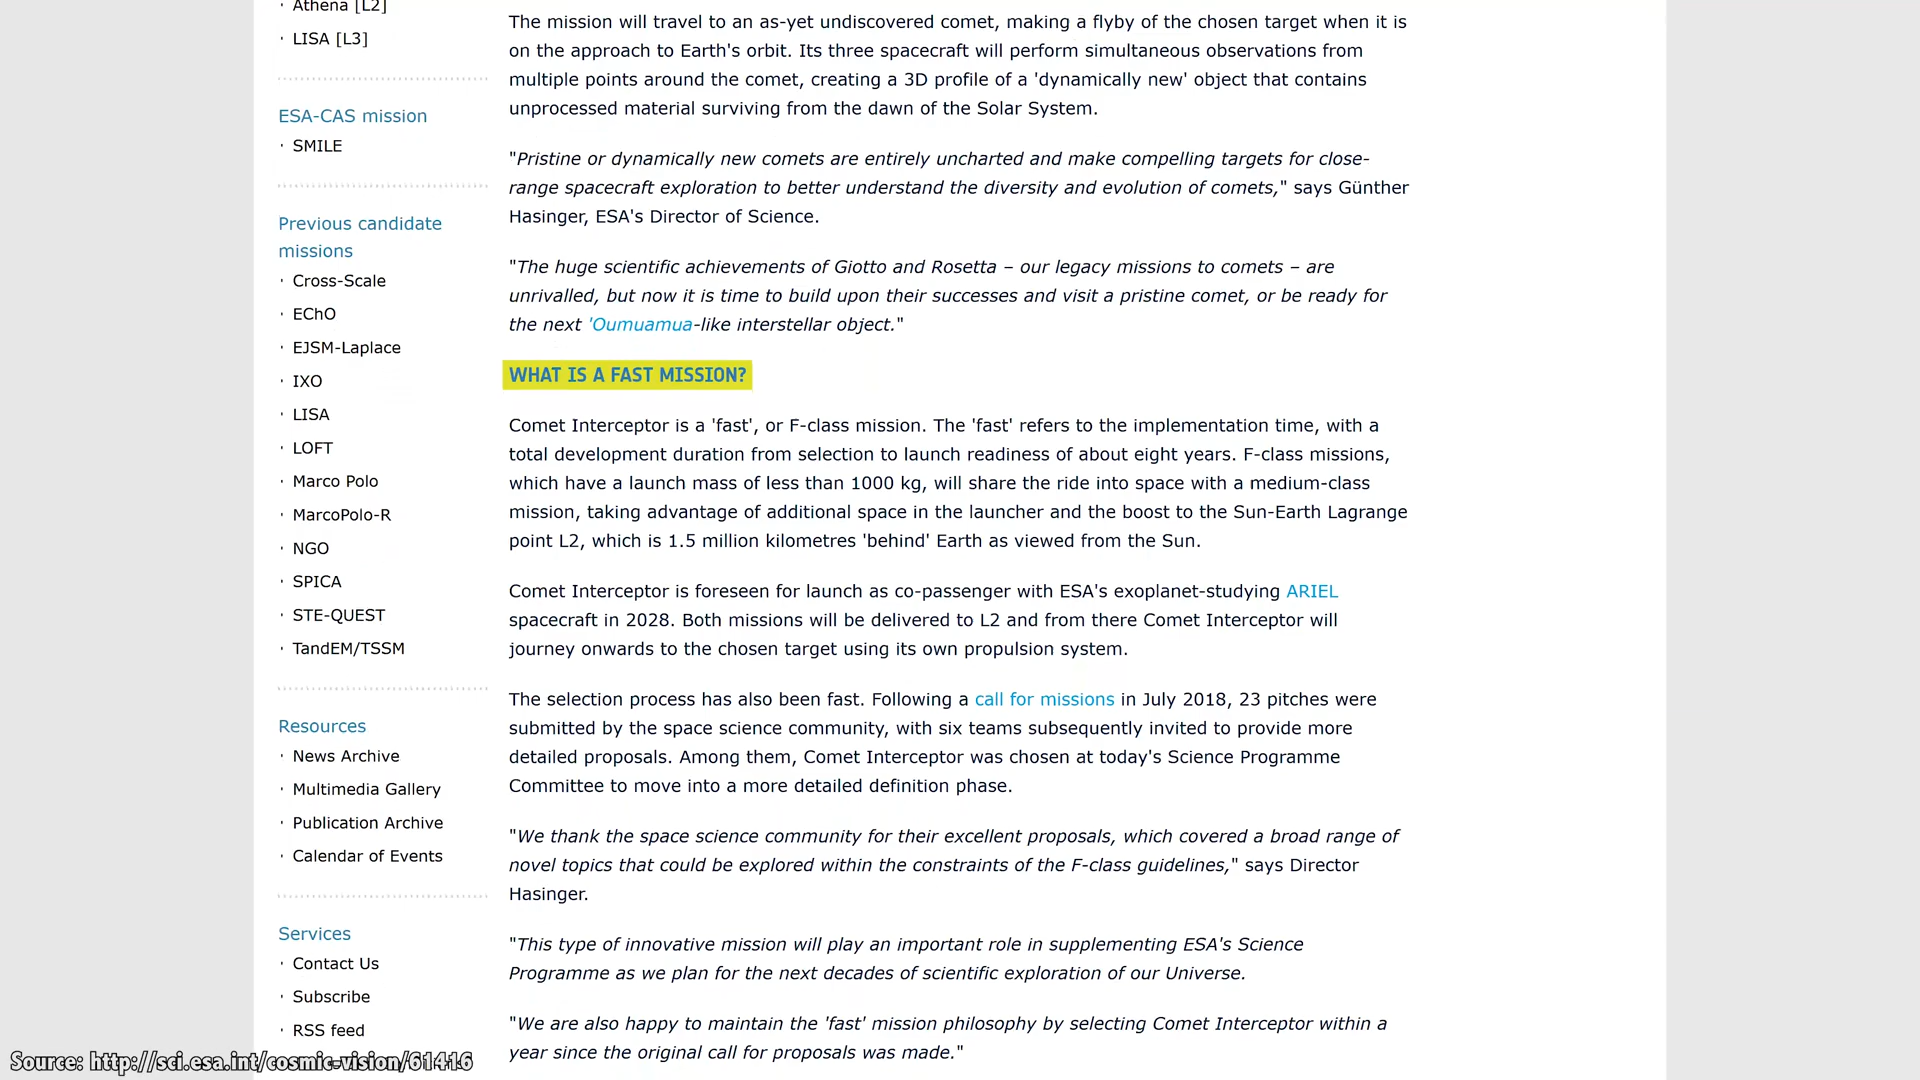 Athena [L2]
LISA [L3]
ESA-CAS mission
SMILE
Previous candidate
missions
Cross-Scale
EChO
EJSM-Laplace
IXO
LISA
LOFT
Marco Polo
MarcoPolo-R
NGO
SPICA
STE-QUEST
TandEM/TSSM
Resources
News Archive
Multimedia Gallery
Publication Archive
Calendar of Events
Services
Contact Us
Subscribe
RSS feed
The mission will travel to an as-yet undiscovered comet, making a flyby of the chosen target when it is
on the approach to Earth's orbit. Its three spacecraft will perform simultaneous observations from
multiple points around the comet, creating a 3D profile of a 'dynamically new' object that contains
unprocessed material surviving from the dawn of the Solar System.
"Pristine or dynamically new comets are entirely uncharted and make compelling targets for close-
range spacecraft exploration to better understand the diversity and evolution of comets," says Günther
Hasinger, ESA's Director of Science.
"The huge scientific achievements of Giotto and Rosetta – our legacy missions to comets – are
unrivalled, but now it is time to build upon their successes and visit a pristine comet, or be ready for
the next 'Oumuamua-like interstellar object."
WHAT IS A FAST MISSION?
Comet Interceptor is a 'fast', or F-class mission. The 'fast' refers to the implementation time, with a
total development duration from selection to launch readiness of about eight years. F-class missions,
which have a launch mass of less than 1000 kg, will share the ride into space with a medium-class
mission, taking advantage of additional space in the launcher and the boost to the Sun-Earth Lagrange
point L2, which is 1.5 million kilometres 'behind' Earth as viewed from the Sun.
Comet Interceptor is foreseen for launch as co-passenger with ESA's exoplanet-studying ARIEL
spacecraft in 2028. Both missions will be delivered to L2 and from there Comet Interceptor will
journey onwards to the chosen target using its own propulsion system.
The selection process has also been fast. Following a call for missions in July 2018, 23 pitches were
submitted by the space science community, with six teams subsequently invited to provide more
detailed proposals. Among them, Comet Interceptor was chosen at today's Science Programme
Committee to move into a more detailed definition phase.
"We thank the space science community for their excellent proposals, which covered a broad range of
novel topics that could be explored within the constraints of the F-class guidelines," says Director
Hasinger.
"This type of innovative mission will play an important role in supplementing ESA's Science
Programme as we plan for the next decades of scientific exploration of our Universe.
"We are also happy to maintain the 'fast' mission philosophy by selecting Comet Interceptor within a
year since the original call for proposals was made."
Source: http://sci.esa.int/cosmic-vision/61416